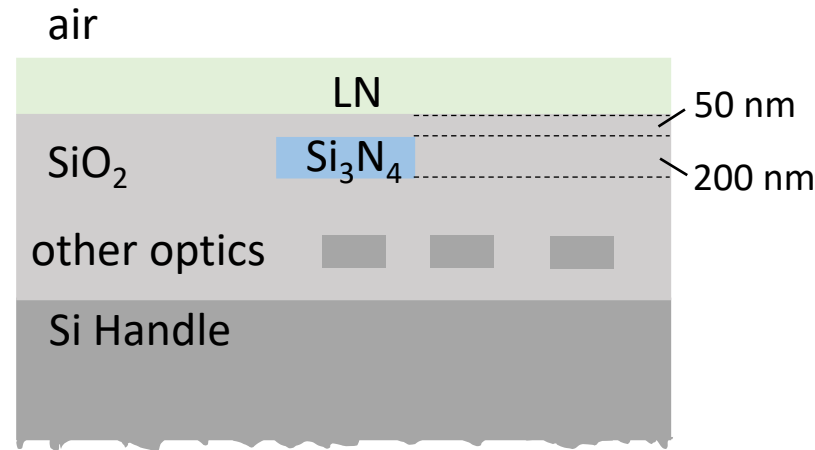 air
LN
50 nm
SiO₂
Si₃N₄
200 nm
other optics
Si Handle